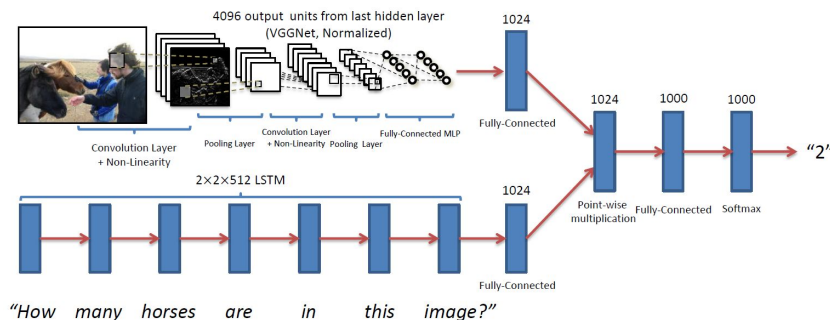 4096 output units from last hidden layer
(VGGNet, Normalized)
1024
Convolution Layer
+ Non-Linearity
Pooling Layer
Convolution Layer
+ Non-Linearity
Pooling Layer
Fully-Connected MLP
Fully-Connected
1024
1000
1000
"2"
Point-wise
multiplication
Fully-Connected
Softmax
2×2×512 LSTM
1024
Fully-Connected
"How many horses are in this image?"